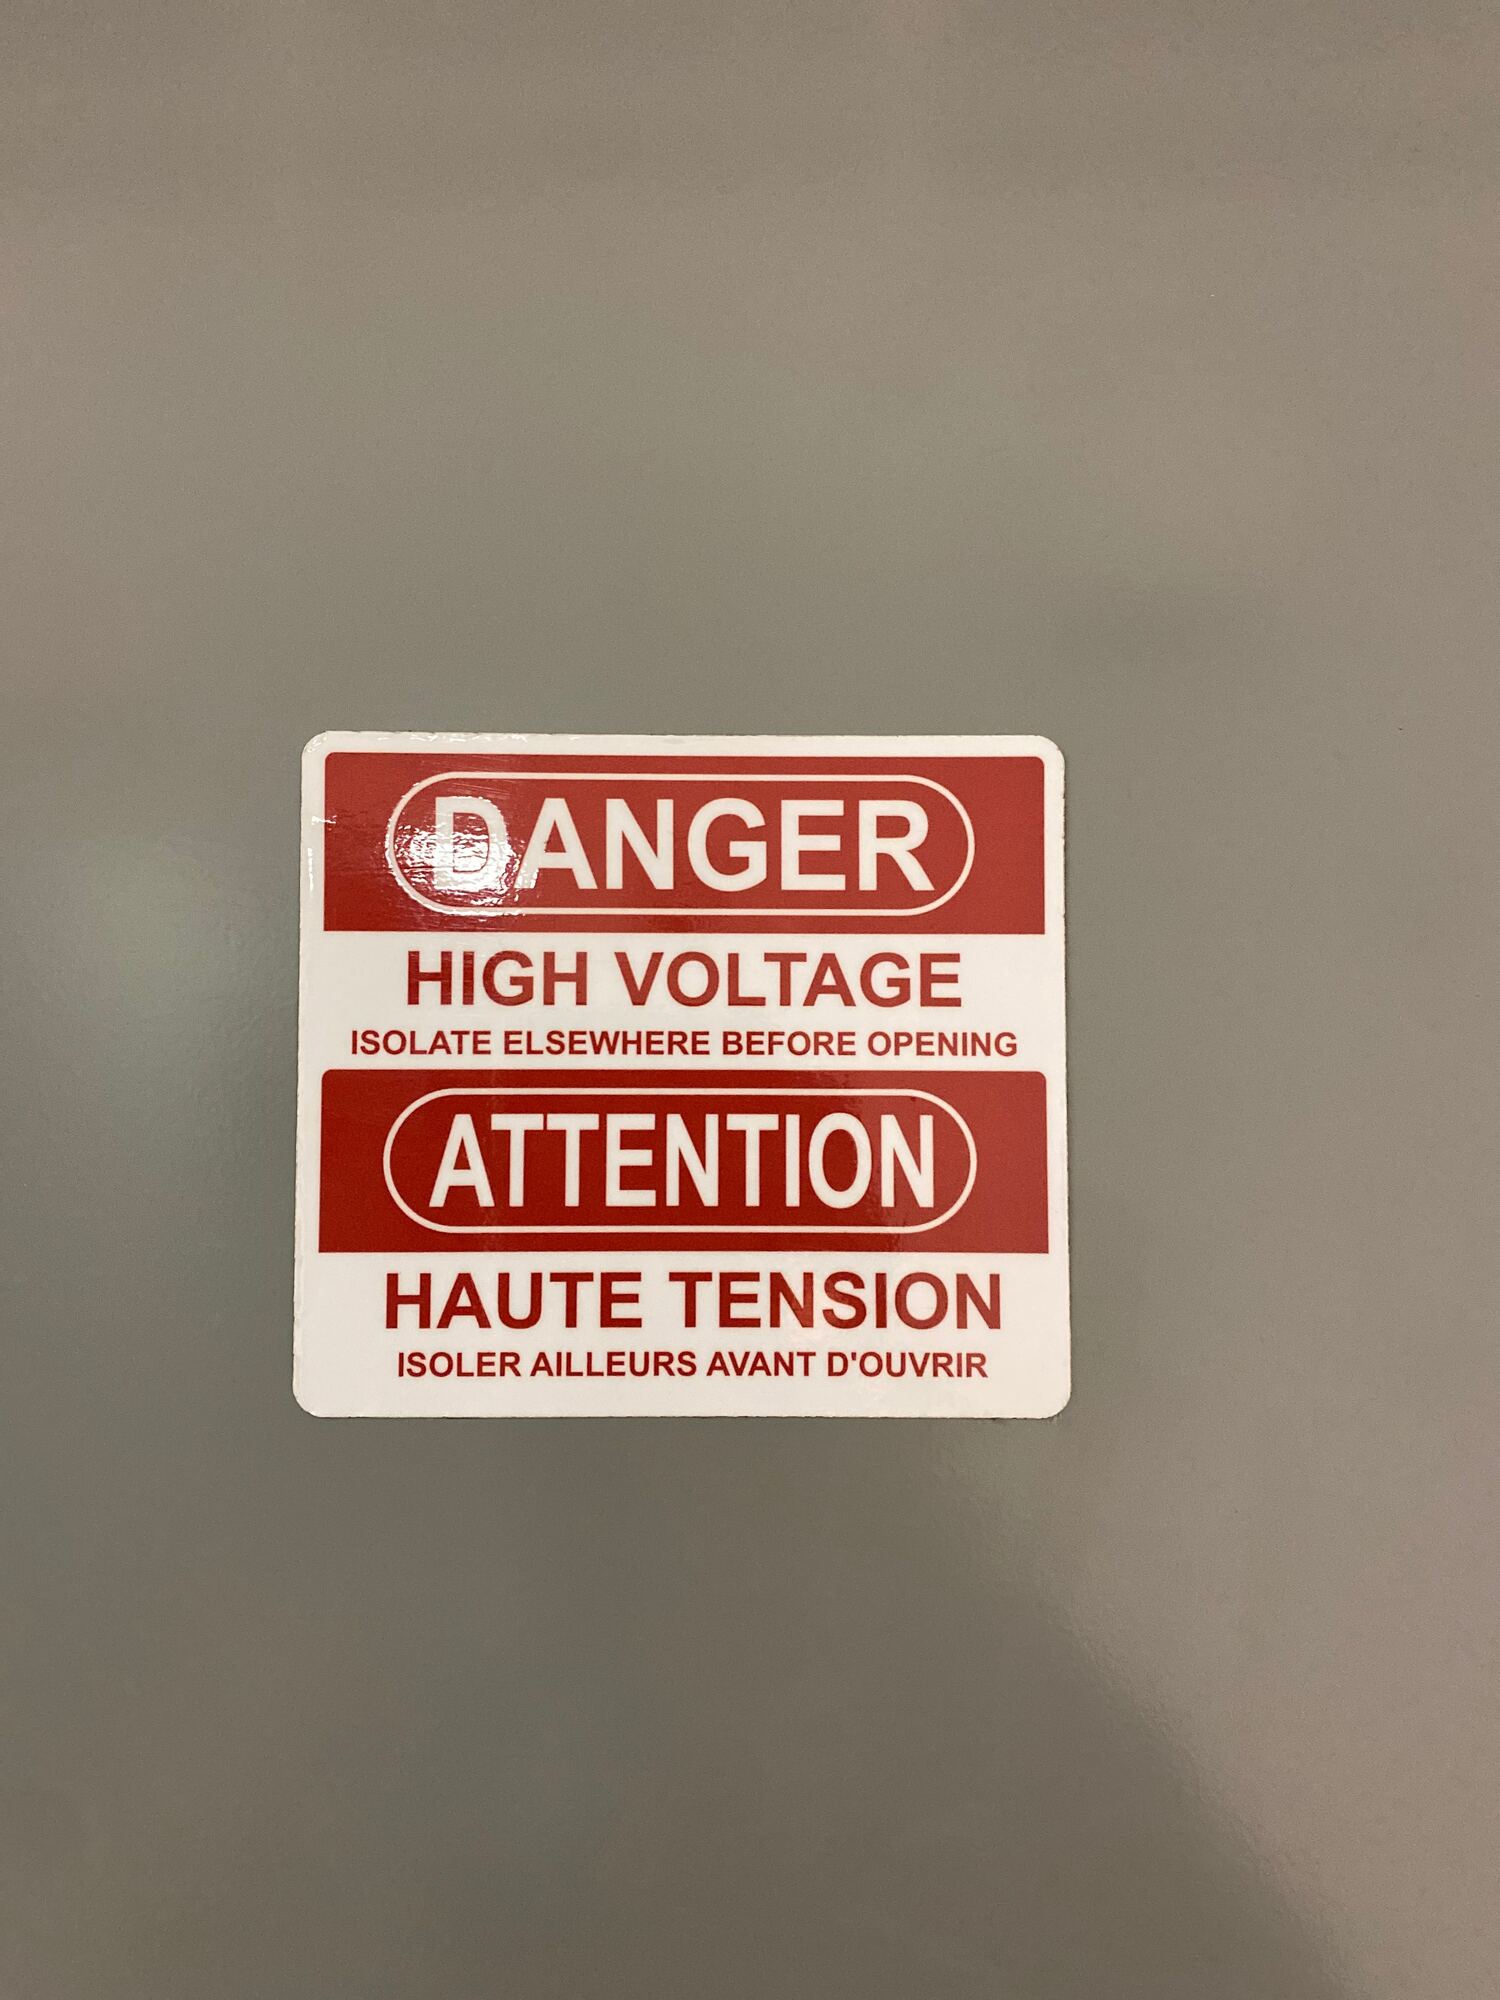 DANGER
HIGH VOLTAGE
ISOLATE ELSEWHERE BEFORE OPENING
ATTENTION
HAUTE TENSION
ISOLER AILLEURS AVANT D'OUVRIR